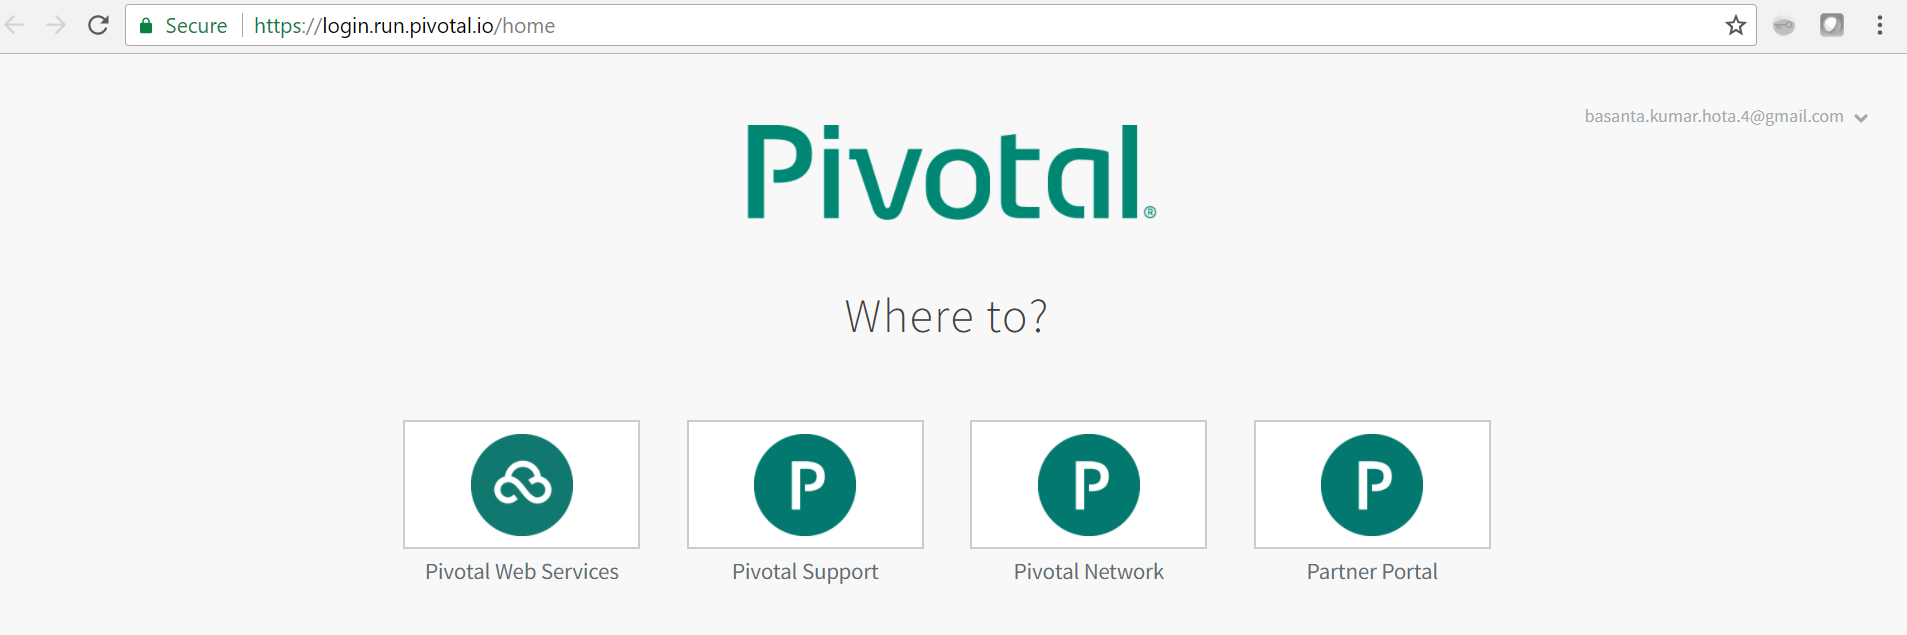 Secure https://login.run.pivotal.io/home
basanta.kumar.hota.4@gmail.com
Pivotal®
Where to?
P P P
Pivotal Web Services Pivotal Support Pivotal Network Partner Portal